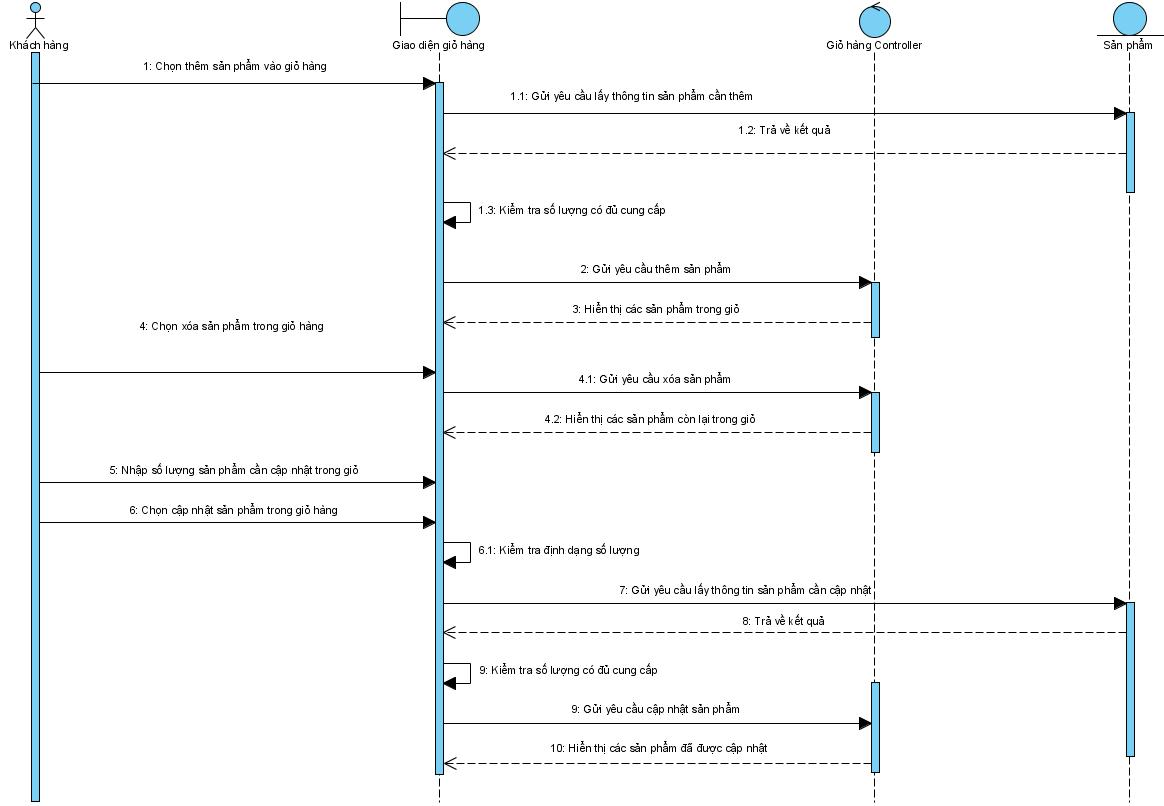 Khách hàng
Giao diện giỏ hàng
Giỏ hàng Controller
Sản phẩm
1: Chọn thêm sản phẩm vào giỏ hàng
1.1: Gửi yêu cầu lấy thông tin sản phẩm cần thêm
1.2: Trả về kết quả
1.3: Kiểm tra số lượng có đủ cung cấp
2: Gửi yêu cầu thêm sản phẩm
3: Hiển thị các sản phẩm trong giỏ
4: Chọn xóa sản phẩm trong giỏ hàng
4.1: Gửi yêu cầu xóa sản phẩm
4.2: Hiển thị các sản phẩm còn lại trong giỏ
5: Nhập số lượng sản phẩm cần cập nhật trong giỏ
6: Chọn cập nhật sản phẩm trong giỏ hàng
6.1: Kiểm tra định dạng số lượng
7: Gửi yêu cầu lấy thông tin sản phẩm cần cập nhật
8: Trả về kết quả
9: Kiểm tra số lượng có đủ cung cấp
9: Gửi yêu cầu cập nhật sản phẩm
10: Hiển thị các sản phẩm đã được cập nhật